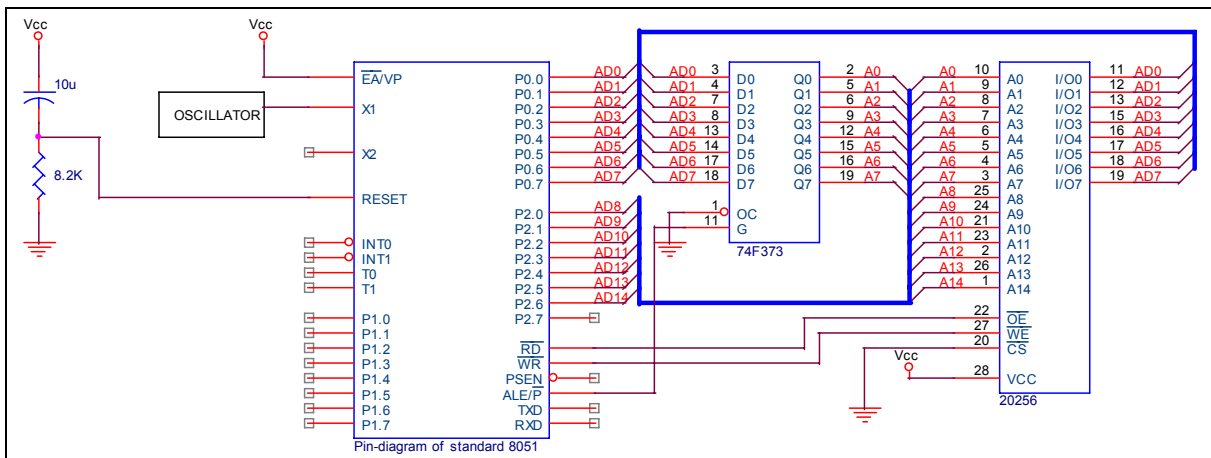 Vcc
10u
8.2K
Vcc
OSCILLATOR
EA/VP
X1
X2
RESET
INT0
INT1
T0
T1
P1.0
P1.1
P1.2
P1.3
P1.4
P1.5
P1.6
P1.7
P0.0 AD0
P0.1 AD1
P0.2 AD2
P0.3 AD3
P0.4 AD4
P0.5 AD5
P0.6 AD6
P0.7 AD7
P2.0 AD8
P2.1 AD9
P2.2 AD10
P2.3 AD11
P2.4 AD12
P2.5 AD13
P2.6 AD14
P2.7
RD
WR
PSEN
ALE/P
TXD
RXD
Pin-diagram of standard 8051
AD0 3 D0 Q0 2 A0
AD1 4 D1 Q1 5 A1
AD2 7 D2 Q2 6 A2
AD3 8 D3 Q3 9 A3
AD4 13 D4 Q4 12 A4
AD5 14 D5 Q5 15 A5
AD6 17 D6 Q6 16 A6
AD7 18 D7 Q7 19 A7
1 OC
11 G
74F373
A0 10 A0 I/O0 11 AD0
A1 9 A1 I/O1 12 AD1
A2 8 A2 I/O2 13 AD2
A3 7 A3 I/O3 15 AD3
A4 6 A4 I/O4 16 AD4
A5 5 A5 I/O5 17 AD5
A6 4 A6 I/O6 18 AD6
A7 3 A7 I/O7 19 AD7
A8 25 A8
A9 24 A9
A10 21 A10
A11 23 A11
A12 2 A12
A13 26 A13
A14 1 A14
22 OE
27 WE
20 CS
Vcc
28 VCC
20256